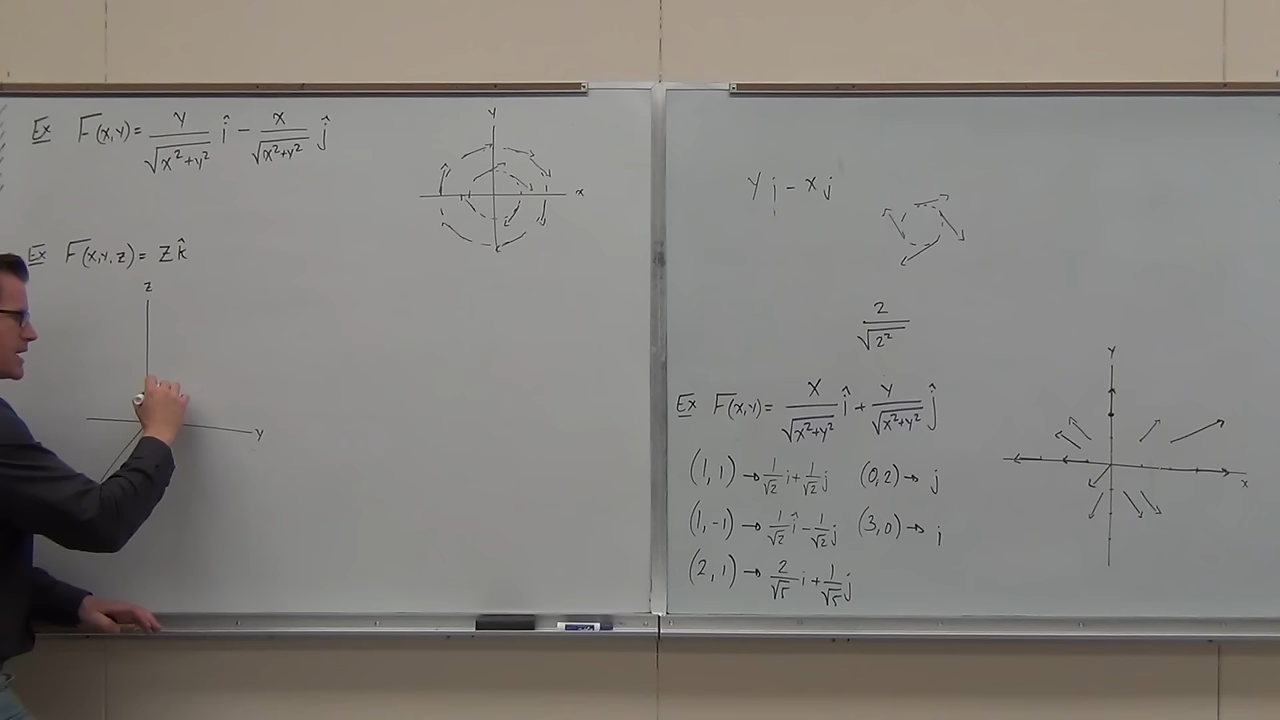 Ex F(x,y) = y/√(x²+y²) î − x/√(x²+y²) ĵ
y
x
Ex F(x,y,z) = z k̂
z
y
y i − x j
2/√(2²)
Ex F(x,y) = x/√(x²+y²) î + y/√(x²+y²) ĵ
(1,1) → 1/√2 i + 1/√2 j (0,2) → j
(1,-1) → 1/√2 î − 1/√2 j (3,0) → i
(2,1) → 2/√5 i + 1/√5 j
y
x